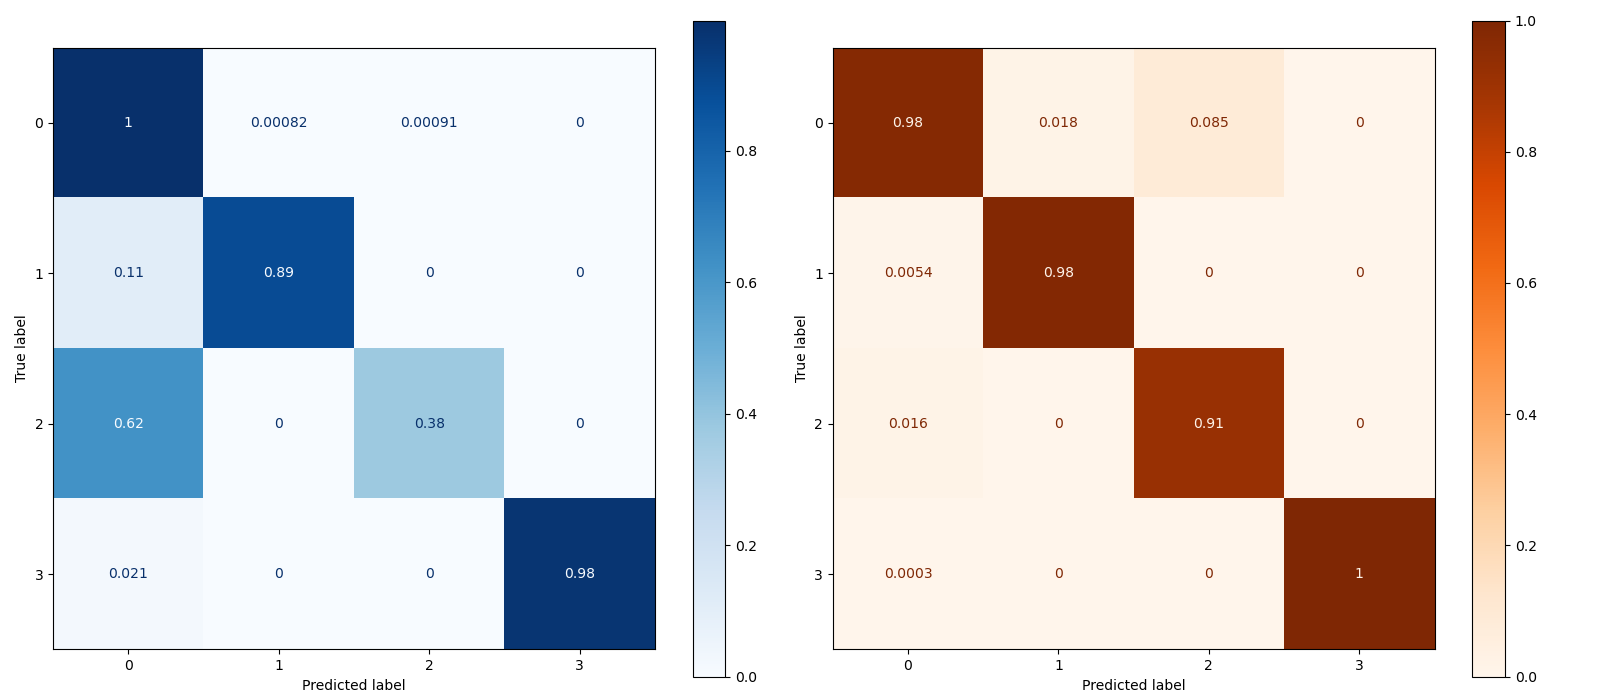 0 1 0.00082 0.00091 0
1 0.11 0.89 0 0
2 0.62 0 0.38 0
3 0.021 0 0 0.98
0 1 2 3
True label
Predicted label
0.8
0.6
0.4
0.2
0.0
0 0.98 0.018 0.085 0
1 0.0054 0.98 0 0
2 0.016 0 0.91 0
3 0.0003 0 0 1
0 1 2 3
True label
Predicted label
1.0
0.8
0.6
0.4
0.2
0.0